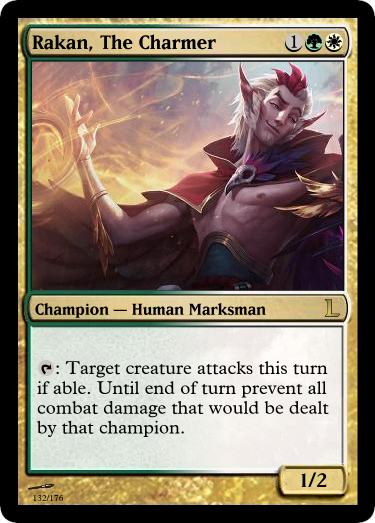 Rakan, The Charmer 1
Champion — Human Marksman L
: Target creature attacks this turn
if able. Until end of turn prevent all
combat damage that would be dealt
by that champion.
1/2
132/176